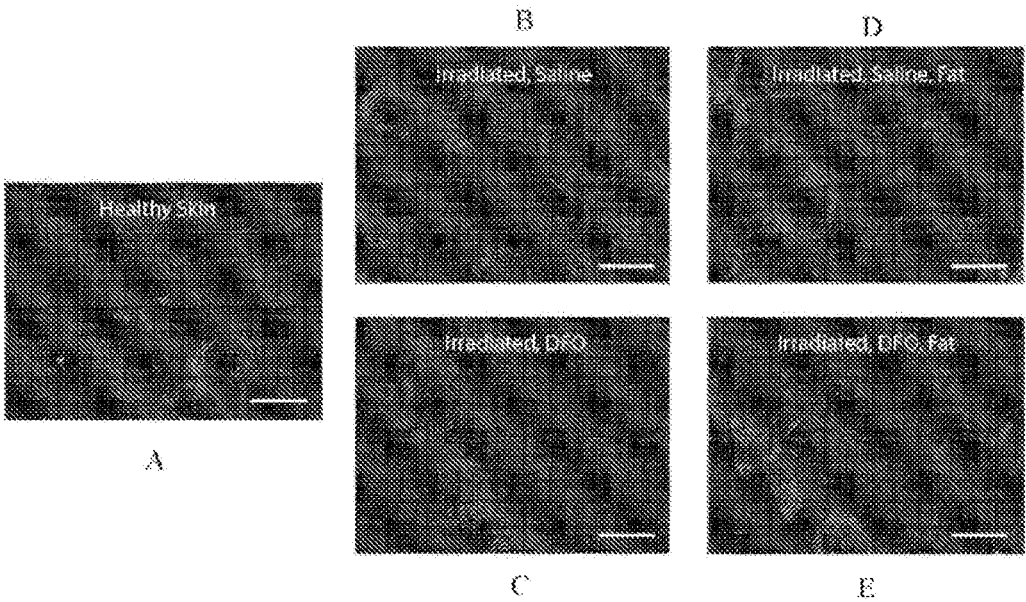 B
D
Irradiated, Saline
Irradiated, Saline, Fat
Healthy Skin
Irradiated, DFO
Irradiated, DFO, Fat
A
C
E